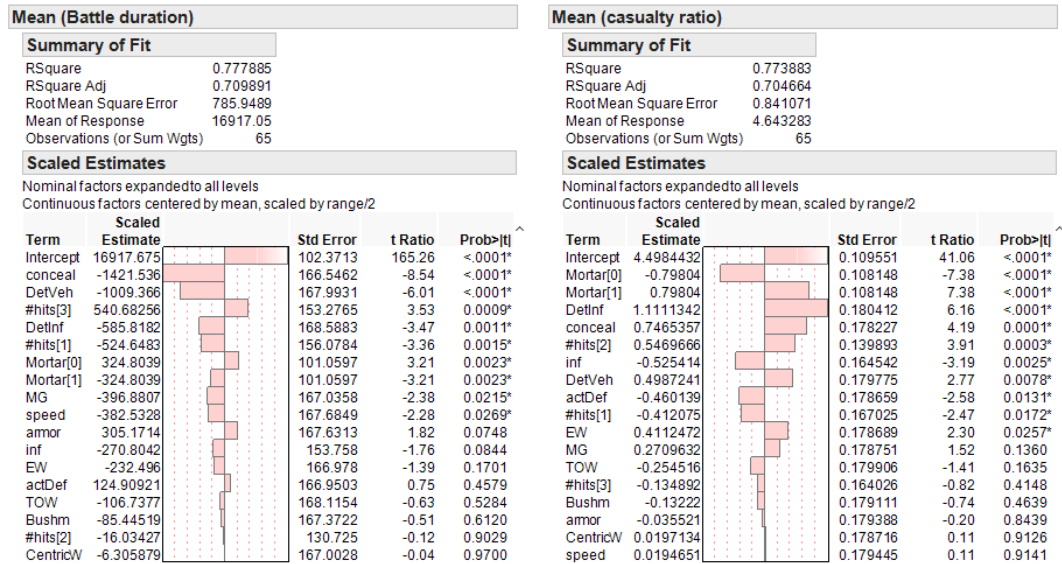 Mean (Battle duration)
Summary of Fit
RSquare 0.777885
RSquare Adj 0.709891
Root Mean Square Error 785.9489
Mean of Response 16917.05
Observations (or Sum Wgts) 65
Scaled Estimates
Nominal factors expanded to all levels
Continuous factors centered by mean, scaled by range/2
Scaled
Term Estimate Std Error t Ratio Prob>|t|
Intercept 16917.675 102.3713 165.26 <.0001*
conceal -1421.536 166.5462 -8.54 <.0001*
DetVeh -1009.366 167.9931 -6.01 <.0001*
#hits[3] 540.68256 153.2765 3.53 0.0009*
DetInf -585.8182 168.5883 -3.47 0.0011*
#hits[1] -524.6483 156.0784 -3.36 0.0015*
Mortar[0] 324.8039 101.0597 3.21 0.0023*
Mortar[1] -324.8039 101.0597 -3.21 0.0023*
MG -396.8807 167.0358 -2.38 0.0215*
speed -382.5328 167.6849 -2.28 0.0269*
armor 305.1714 167.6313 1.82 0.0748
inf -270.8042 153.758 -1.76 0.0844
EW -232.496 166.978 -1.39 0.1701
actDef 124.90921 166.9503 0.75 0.4579
TOW -106.7377 168.1154 -0.63 0.5284
Bushm -85.44519 167.3722 -0.51 0.6120
#hits[2] -16.03427 130.725 -0.12 0.9029
CentricW -6.305879 167.0028 -0.04 0.9700
Mean (casualty ratio)
Summary of Fit
RSquare 0.773883
RSquare Adj 0.704664
Root Mean Square Error 0.841071
Mean of Response 4.643283
Observations (or Sum Wgts) 65
Scaled Estimates
Nominal factors expanded to all levels
Continuous factors centered by mean, scaled by range/2
Scaled
Term Estimate Std Error t Ratio Prob>|t|
Intercept 4.4984432 0.109551 41.06 <.0001*
Mortar[0] -0.79804 0.108148 -7.38 <.0001*
Mortar[1] 0.79804 0.108148 7.38 <.0001*
DetInf 1.1111342 0.180412 6.16 <.0001*
conceal 0.7465357 0.178227 4.19 0.0001*
#hits[2] 0.5469666 0.139893 3.91 0.0003*
inf -0.525414 0.164542 -3.19 0.0025*
DetVeh 0.4987241 0.179775 2.77 0.0078*
actDef -0.460139 0.178659 -2.58 0.0131*
#hits[1] -0.412075 0.167025 -2.47 0.0172*
EW 0.4112472 0.178689 2.30 0.0257*
MG 0.2709632 0.178751 1.52 0.1360
TOW -0.254516 0.179906 -1.41 0.1635
#hits[3] -0.134892 0.164026 -0.82 0.4148
Bushm -0.13222 0.179111 -0.74 0.4639
armor -0.035521 0.179388 -0.20 0.8439
CentricW 0.0197134 0.178716 0.11 0.9126
speed 0.0194651 0.179445 0.11 0.9141